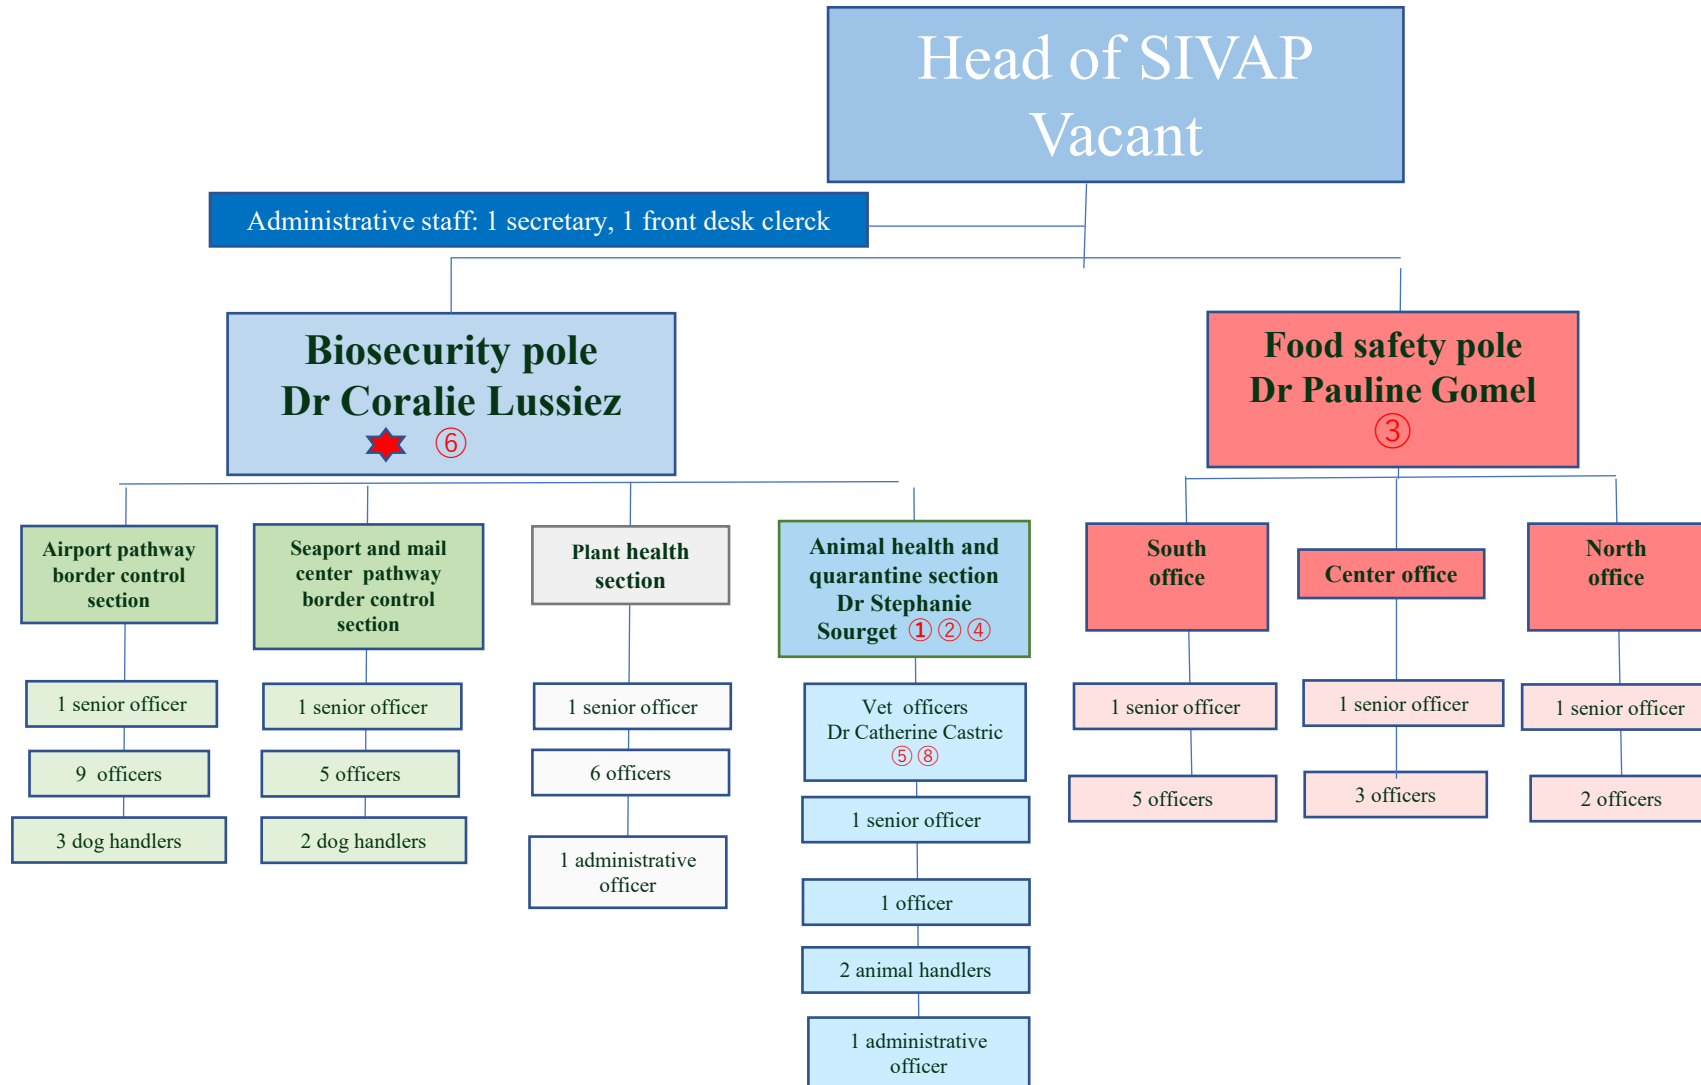 Head of SIVAP
Vacant
Administrative staff: 1 secretary, 1 front desk clerck
Biosecurity pole
Dr Coralie Lussiez
⑥
Food safety pole
Dr Pauline Gomel
③
Airport pathway
border control
section
Seaport and mail
center pathway
border control
section
Plant health
section
Animal health and
quarantine section
Dr Stephanie
Sourget ① ② ④
South
office
Center office
North
office
1 senior officer
9 officers
3 dog handlers
1 senior officer
5 officers
2 dog handlers
1 senior officer
6 officers
1 administrative
officer
Vet officers
Dr Catherine Castric
⑤ ⑧
1 senior officer
1 officer
2 animal handlers
1 administrative
officer
1 senior officer
5 officers
1 senior officer
3 officers
1 senior officer
2 officers